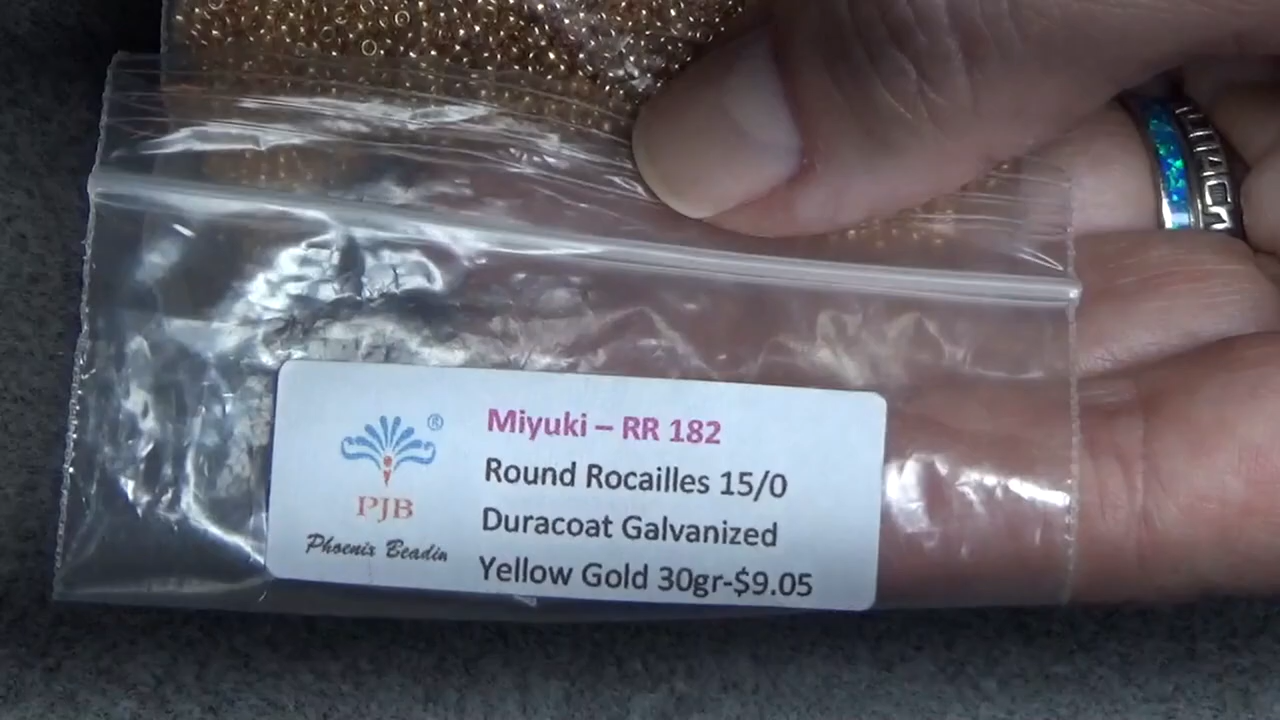 Miyuki – RR 182
Round Rocailles 15/0
Duracoat Galvanized
Yellow Gold 30gr-$9.05
®
PJB
Phoenix Beadin